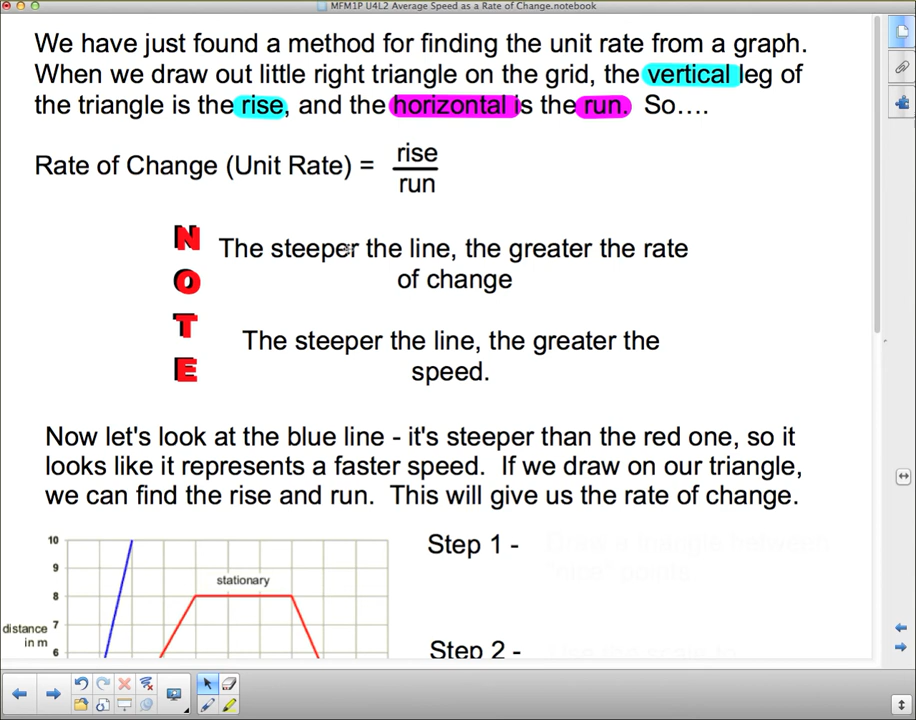 MFM1P U4L2 Average Speed as a Rate of Change.notebook
We have just found a method for finding the unit rate from a graph.
When we draw out little right triangle on the grid, the vertical leg of
the triangle is the rise, and the horizontal is the run. So....
Rate of Change (Unit Rate) = rise
run
NOTE
The steeper the line, the greater the rate
of change
The steeper the line, the greater the
speed.
Now let's look at the blue line - it's steeper than the red one, so it
looks like it represents a faster speed. If we draw on our triangle,
we can find the rise and run. This will give us the rate of change.
Step 1 - Draw a triangle between
"nice" points.
10
9
stationary
8
distance 7
in m
6
Step 2 -